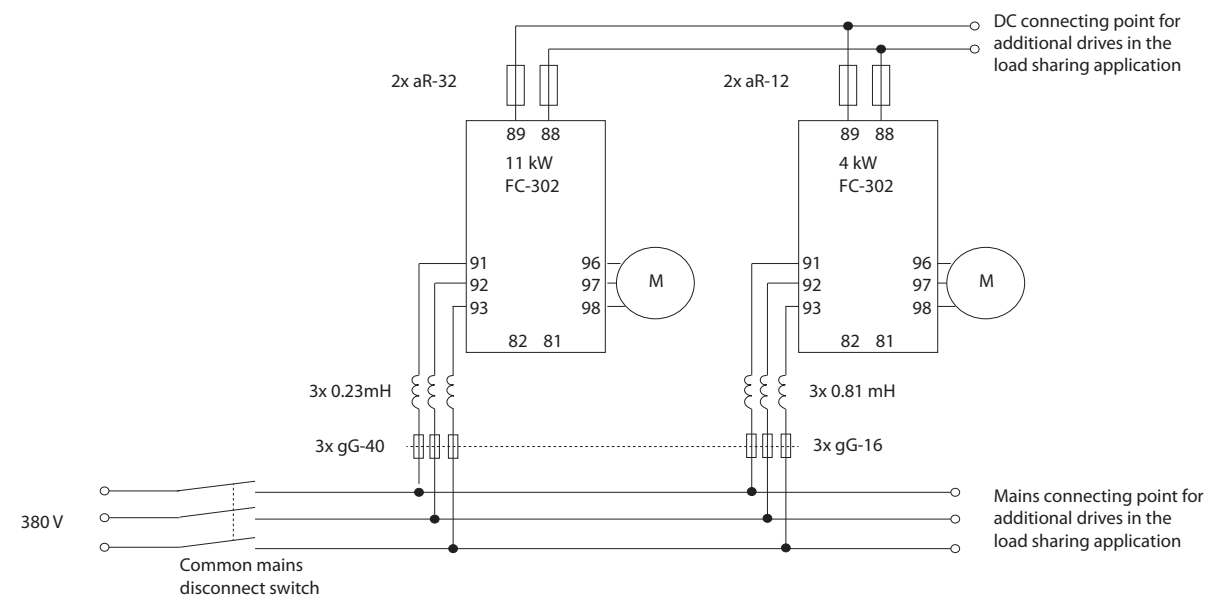 DC connecting point for
additional drives in the
load sharing application
2x aR-32
2x aR-12
89 88
11 kW
FC-302
91
92
93
96
97
98
82 81
M
89 88
4 kW
FC-302
91
92
93
96
97
98
82 81
M
3x 0.23mH
3x 0.81 mH
3x gG-40
3x gG-16
380 V
Common mains
disconnect switch
Mains connecting point for
additional drives in the
load sharing application